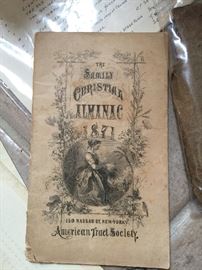 THE
FAMILY
CHRISTIAN
ALMANAC
1871
150 NASSAU ST. NEW-YORK.
American Tract Society.